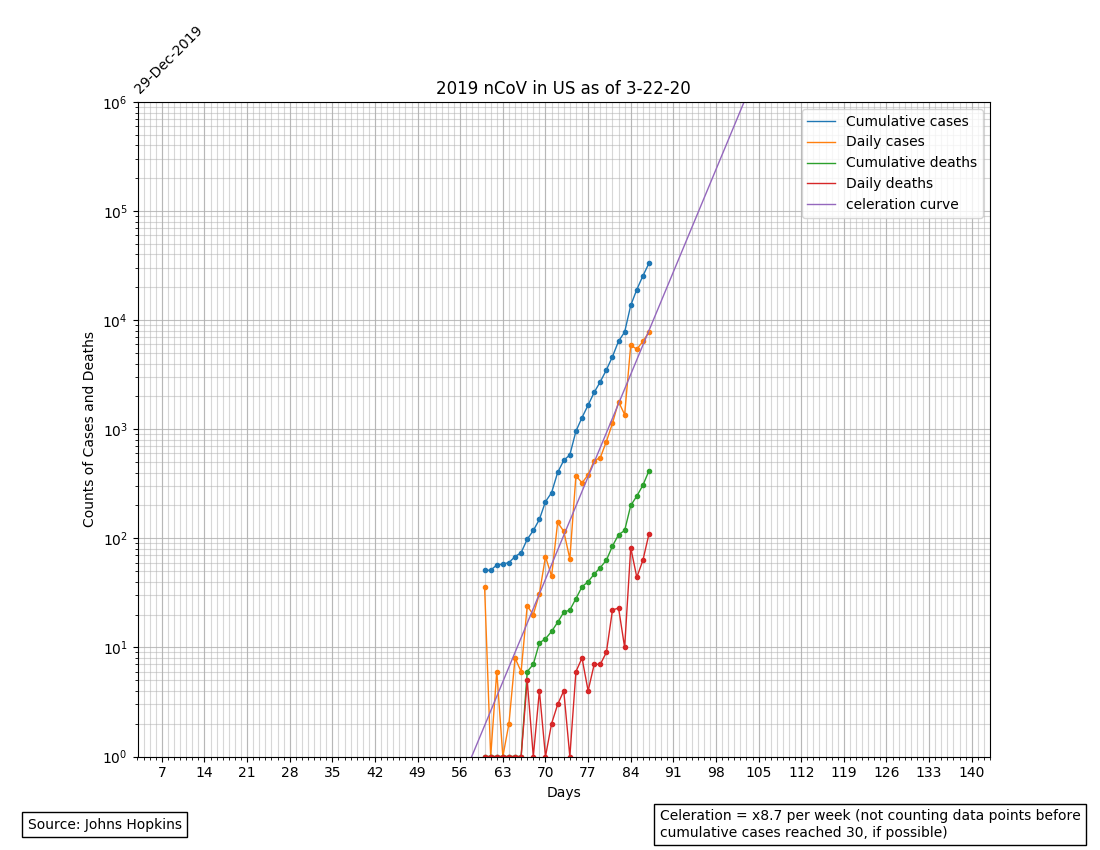 29-Dec-2019
2019 nCoV in US as of 3-22-20
10^6
10^5
10^4
10^3
10^2
10^1
10^0
Counts of Cases and Deaths
Cumulative cases
Daily cases
Cumulative deaths
Daily deaths
celeration curve
7 14 21 28 35 42 49 56 63 70 77 84 91 98 105 112 119 126 133 140
Days
Source: Johns Hopkins
Celeration = x8.7 per week (not counting data points before
cumulative cases reached 30, if possible)